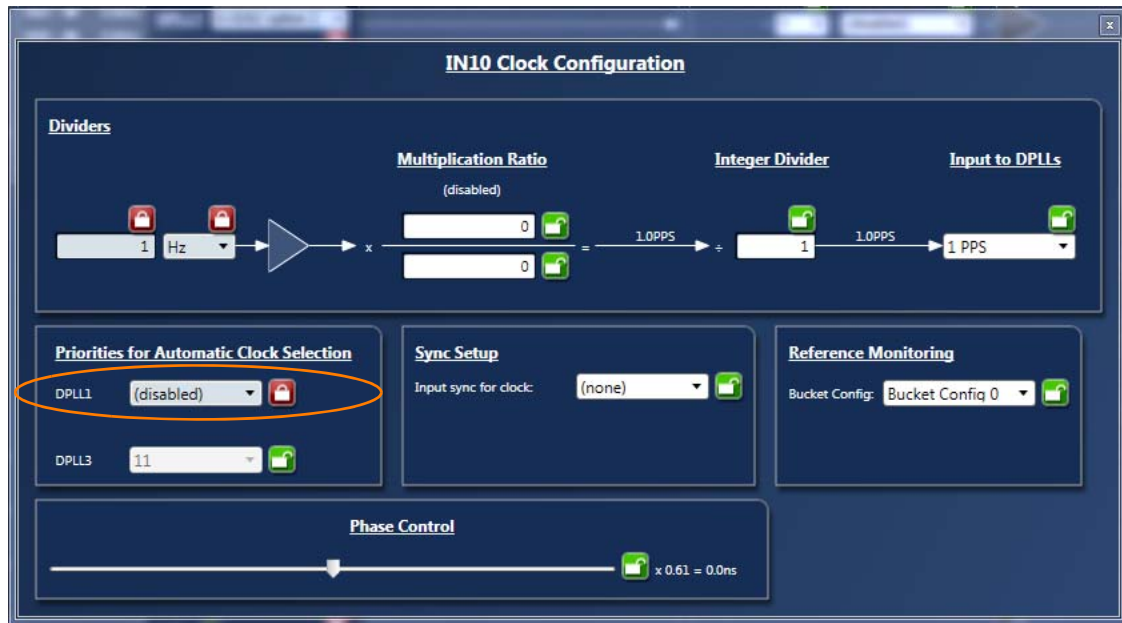 IN10 Clock Configuration
Dividers
Multiplication Ratio
Integer Divider
Input to DPLLs
(disabled)
1 Hz x 0 = 1.0PPS ÷ 1 1.0PPS 1 PPS
0
Priorities for Automatic Clock Selection
DPLL1 (disabled)
DPLL3 11
Sync Setup
Input sync for clock: (none)
Reference Monitoring
Bucket Config: Bucket Config 0
Phase Control
x 0.61 = 0.0ns